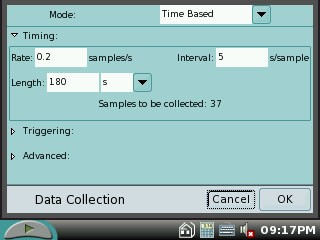 Mode: Time Based
Timing:
Rate: 0.2 samples/s Interval: 5 s/sample
Length: 180 s
Samples to be collected: 37
Triggering:
Advanced:
Data Collection Cancel OK
09:17PM